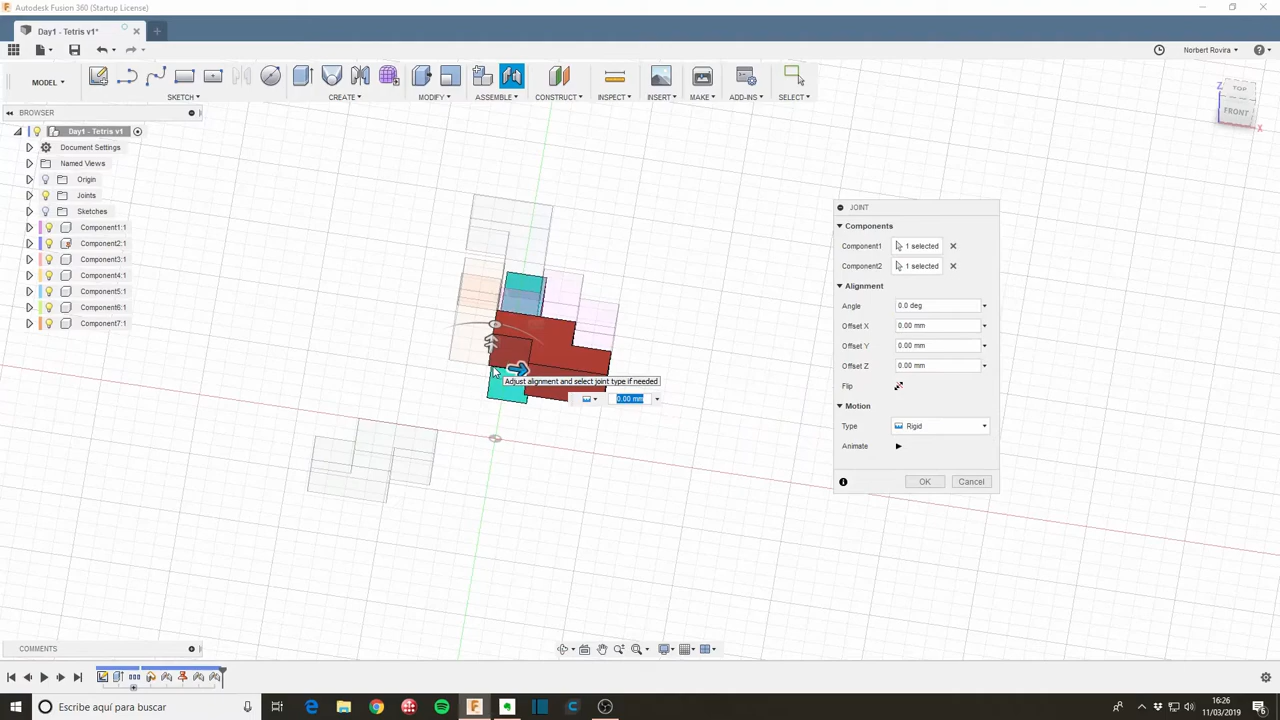 Autodesk Fusion 360 (Startup License)
Day1 - Tetris v1*
Norbert Rovira
MODEL
SKETCH
CREATE
MODIFY
ASSEMBLE
CONSTRUCT
INSPECT
INSERT
MAKE
ADD-INS
SELECT
BROWSER
Day1 - Tetris v1
Document Settings
Named Views
Origin
Joints
Sketches
Component1:1
Component2:1
Component3:1
Component4:1
Component5:1
Component6:1
Component7:1
Z
TOP
FRONT
X
JOINT
Components
Component1 1 selected
Component2 1 selected
Alignment
Angle 0.0 deg
Offset X 0.00 mm
Offset Y 0.00 mm
Offset Z 0.00 mm
Flip
Motion
Type Rigid
Animate
OK Cancel
Adjust alignment and select joint type if needed
0.00 mm
COMMENTS
Escribe aquí para buscar
16:26
11/03/2019
6